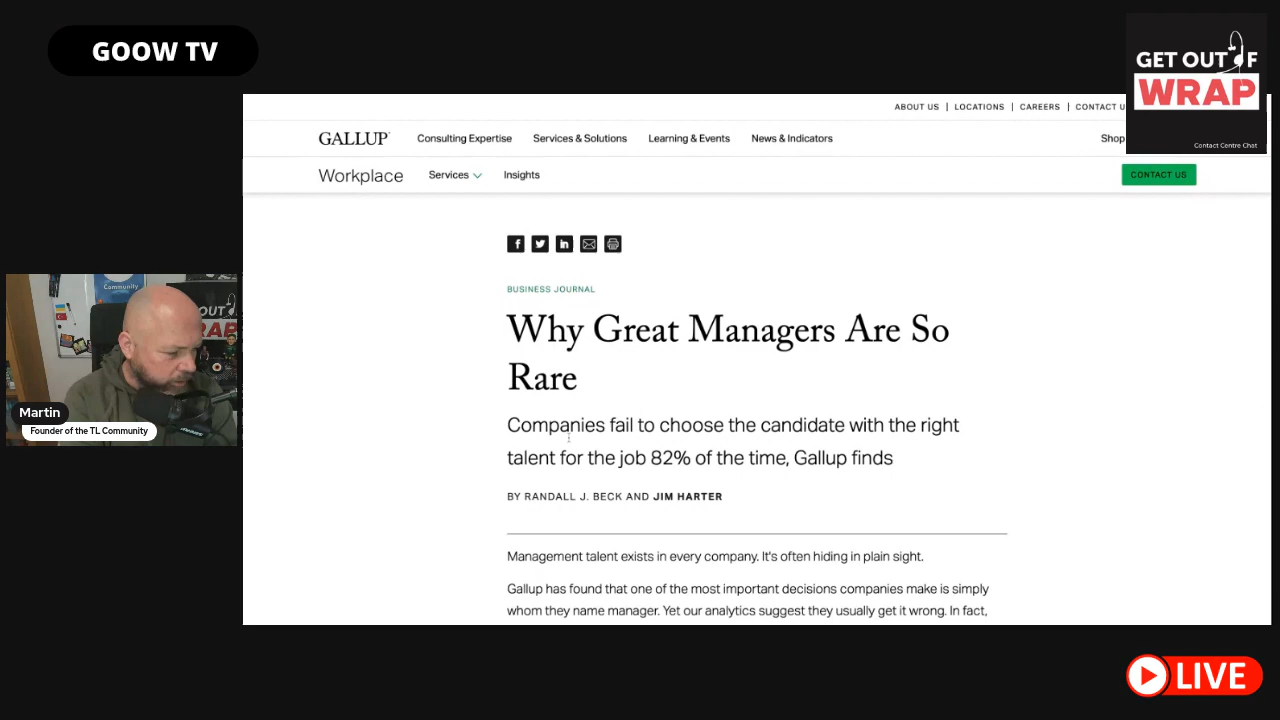 GOOW TV
GET OUT OF
WRAP
Contact Centre Chat
ABOUT US | LOCATIONS | CAREERS | CONTACT U
GALLUP
Consulting Expertise
Services & Solutions
Learning & Events
News & Indicators
Shop
Workplace
Services
Insights
CONTACT US
BUSINESS JOURNAL
Why Great Managers Are So
Rare
Companies fail to choose the candidate with the right
talent for the job 82% of the time, Gallup finds
BY RANDALL J. BECK AND JIM HARTER
Management talent exists in every company. It's often hiding in plain sight.
Gallup has found that one of the most important decisions companies make is simply
whom they name manager. Yet our analytics suggest they usually get it wrong. In fact,
Community
OUT
WRAP
Martin
Founder of the TL Community
LIVE